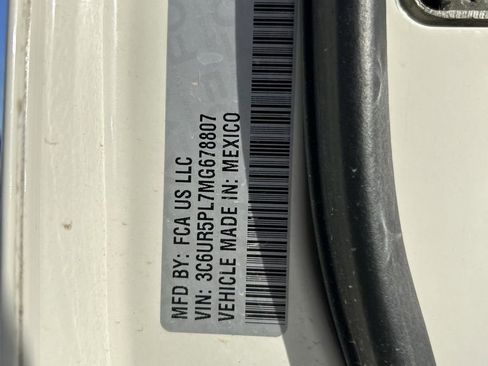 MFD BY: FCA US LLC
VIN: 3C6UR5PL7MG678807
VEHICLE MADE IN: MEXICO